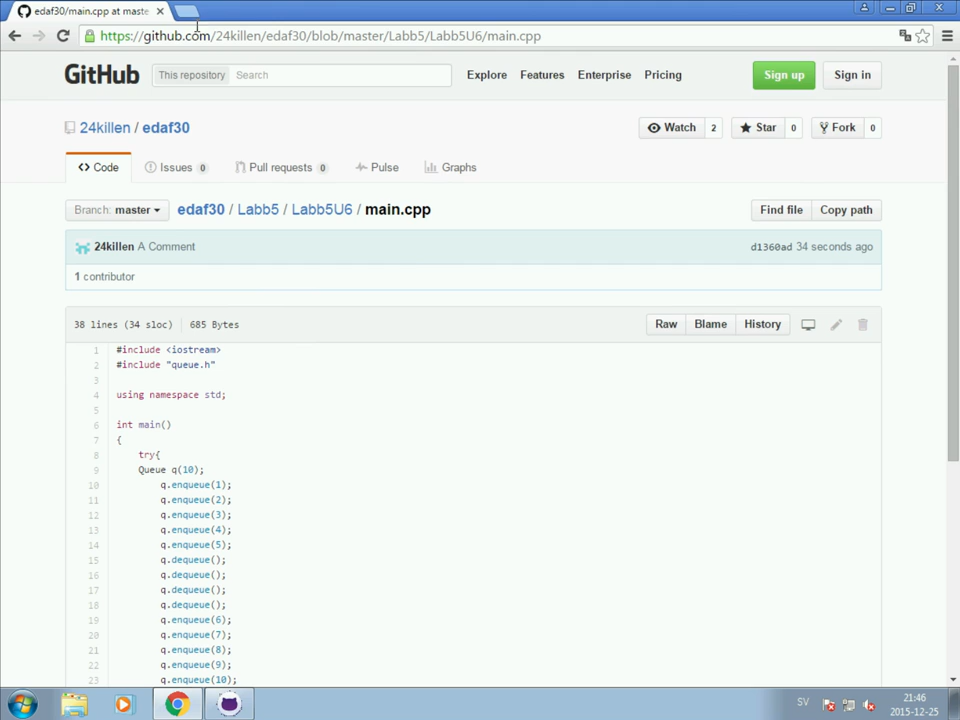 edaf30/main.cpp at maste
https://github.com/24killen/edaf30/blob/master/Labb5/Labb5U6/main.cpp
GitHub This repository Search Explore Features Enterprise Pricing Sign up Sign in
24killen / edaf30 Watch 2 Star 0 Fork 0
<> Code Issues 0 Pull requests 0 Pulse Graphs
Branch: master edaf30 / Labb5 / Labb5U6 / main.cpp Find file Copy path
24killen A Comment d1360ad 34 seconds ago
1 contributor
38 lines (34 sloc) 685 Bytes Raw Blame History
1 #include <iostream>
2 #include "queue.h"
3
4 using namespace std;
5
6 int main()
7 {
8 try{
9 Queue q(10);
10 q.enqueue(1);
11 q.enqueue(2);
12 q.enqueue(3);
13 q.enqueue(4);
14 q.enqueue(5);
15 q.dequeue();
16 q.dequeue();
17 q.dequeue();
18 q.dequeue();
19 q.enqueue(6);
20 q.enqueue(7);
21 q.enqueue(8);
22 q.enqueue(9);
23 q.enqueue(10);
SV 21:46
2015-12-25